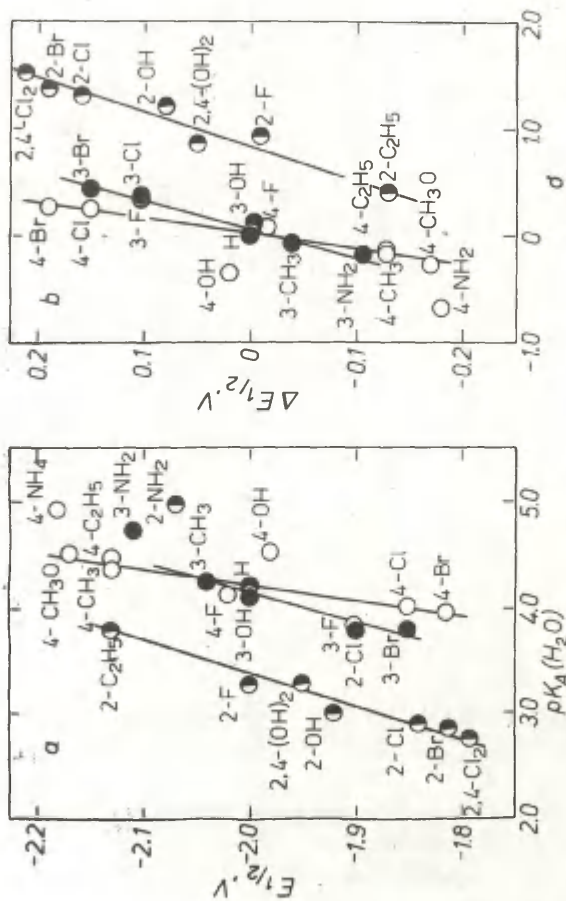 a
-2.2
-2.1
-2.0
-1.9
-1.8
E1/2, V
2.0
3.0
4.0
5.0
pKA(H2O)
4-NH4
4-CH3O
4-C2H5
3-NH2
2-NH2
4-CH3
2-C2H5
3-CH3
4-F
H
4-OH
3-OH
2-F
2,4-(OH)2
2-OH
3-F
2-Cl
4-Cl
3-Br
4-Br
2-Cl
2-Br
2,4-Cl2
b
0.2
0.1
0
-0.1
-0.2
ΔE1/2, V
-1.0
0
1.0
2.0
σ
2,4-Cl2
2-Br
2-Cl
4-Br
3-Br
4-Cl
3-Cl
3-F
2-OH
2,4-(OH)2
4-OH
H
3-OH
4-F
2-F
3-CH3
3-NH2
4-C2H5
2-C2H5
4-CH3
4-CH3O
4-NH2